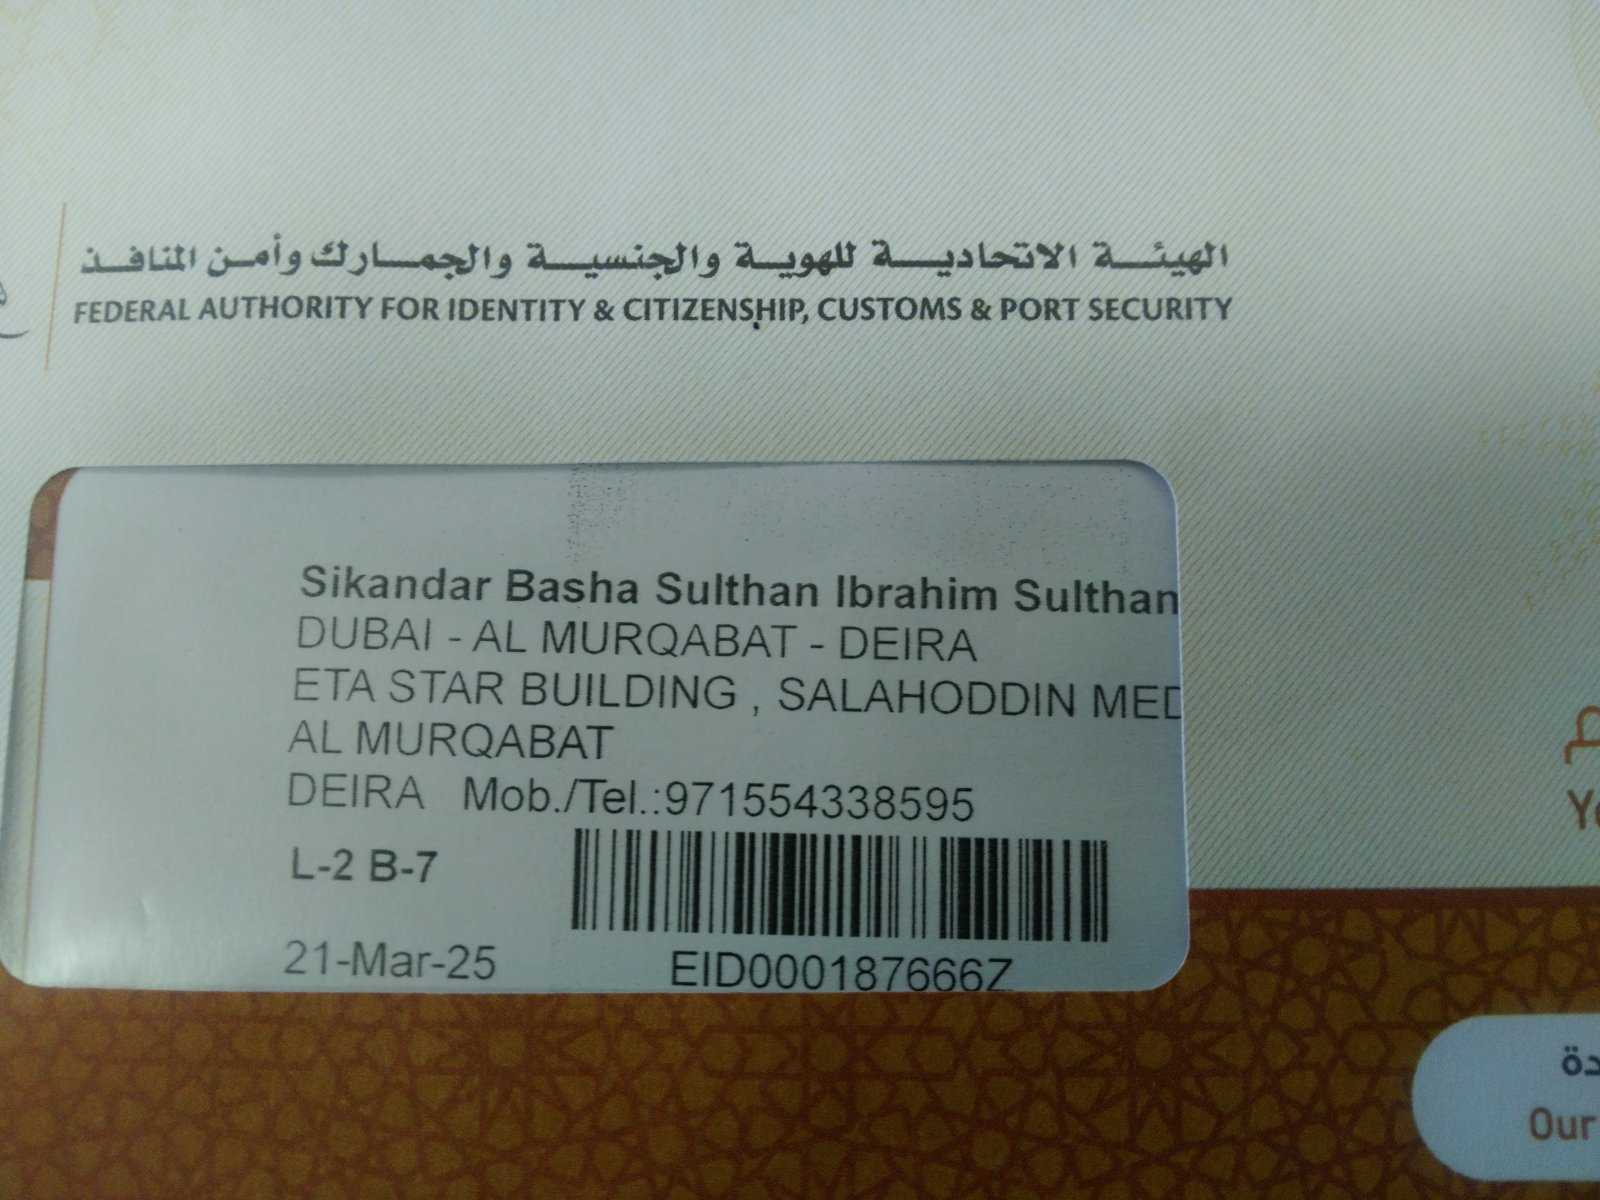 الهيئة الاتحادية للهوية والجنسية والجمارك وأمن المنافذ
FEDERAL AUTHORITY FOR IDENTITY & CITIZENSHIP, CUSTOMS & PORT SECURITY
Sikandar Basha Sulthan Ibrahim Sulthan
DUBAI - AL MURQABAT - DEIRA
ETA STAR BUILDING , SALAHODDIN MED
AL MURQABAT
DEIRA Mob./Tel.:971554338595
L-2 B-7
21-Mar-25
EID000187666Z
Our